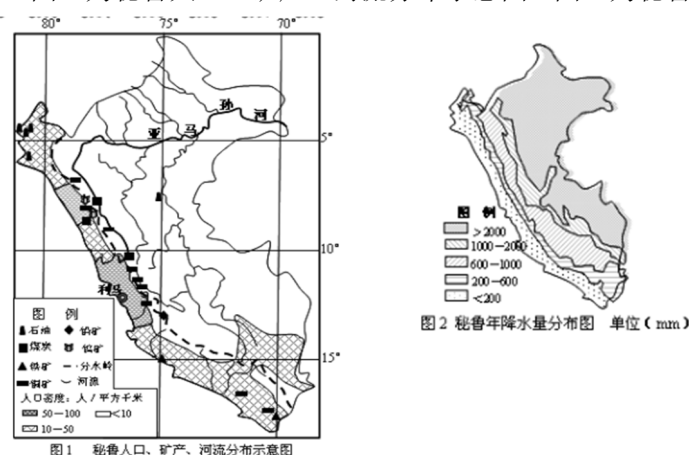 80° 75° 70°
亚 马 孙 河
5°
10°
利马
15°
图 例
石油 铅矿
煤炭
铁矿 分水岭
铜矿 河流
人口密度:人/平方千米
50—100 <10
10—50
图1 秘鲁人口、矿产、河流分布示意图
图 例
>2000
1000—2000
600—1000
200—600
<200
图2 秘鲁年降水量分布图 单位(mm)